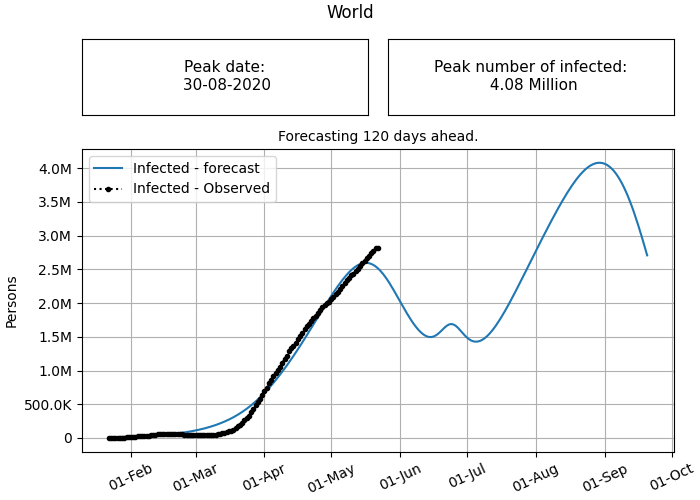 World
Peak date:
30-08-2020
Peak number of infected:
4.08 Million
Forecasting 120 days ahead.
Infected - forecast
Infected - Observed
4.0M
3.5M
3.0M
2.5M
2.0M
1.5M
1.0M
500.0K
0
Persons
01-Feb
01-Mar
01-Apr
01-May
01-Jun
01-Jul
01-Aug
01-Sep
01-Oct